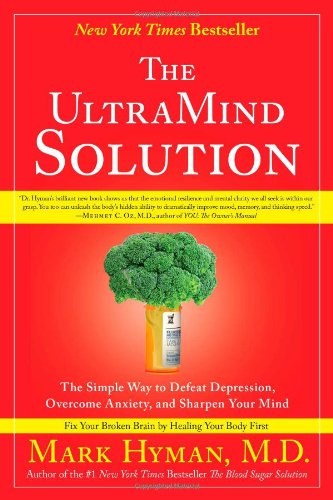 New York Times Bestseller
THE
ULTRAMIND
SOLUTION
"Dr. Hyman's brilliant new book shows us that the emotional resilience and mental clarity we all seek is within our
grasp. You too can unleash the body's hidden ability to dramatically improve mood, memory, and thinking speed."
—MEHMET C. OZ, M.D., author of YOU: The Owner's Manual
The Simple Way to Defeat Depression,
Overcome Anxiety, and Sharpen Your Mind
Fix Your Broken Brain by Healing Your Body First
MARK HYMAN, M.D.
Author of the #1 New York Times Bestseller The Blood Sugar Solution